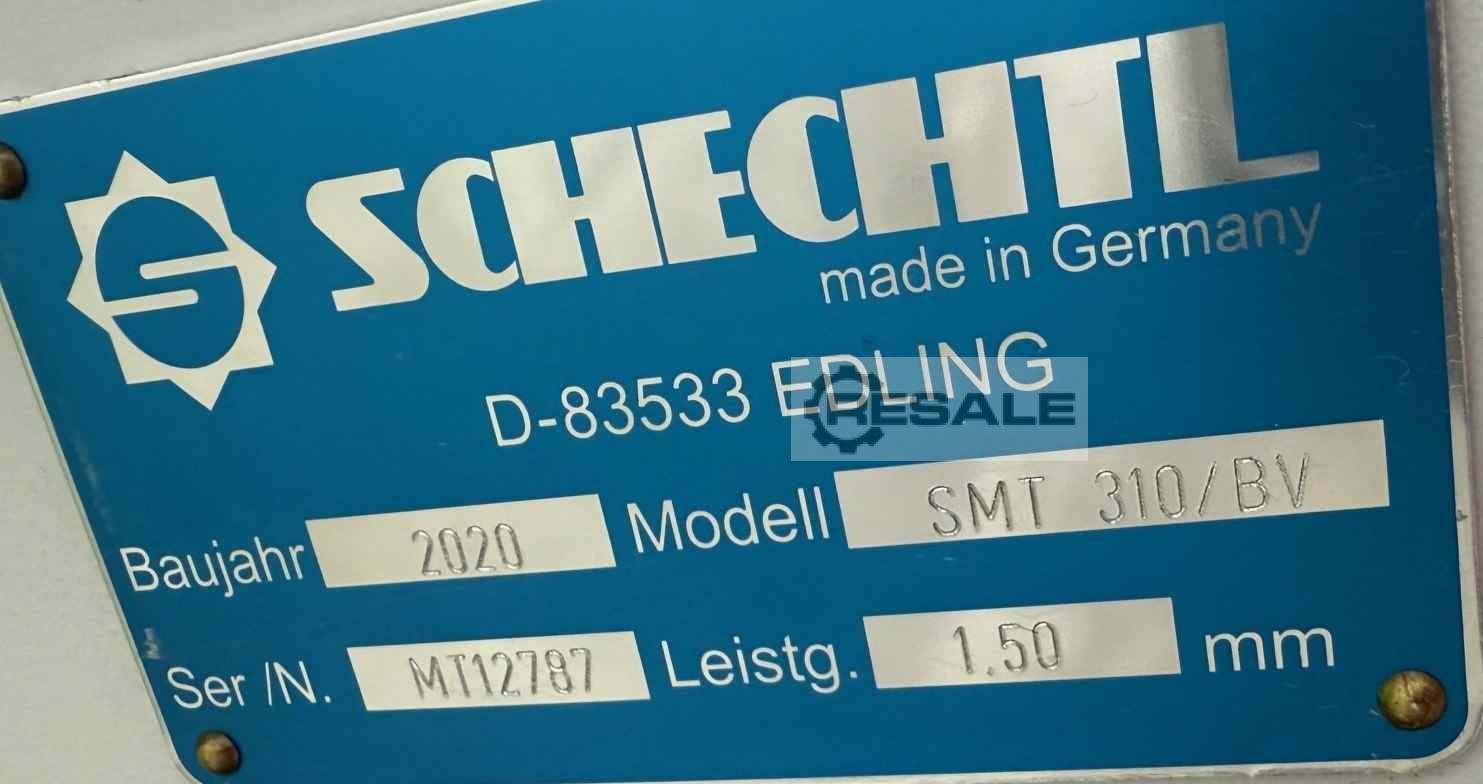 SCHECHTL
made in Germany
D-83533 EDLING
RESALE
Baujahr 2020 Modell SMT 310/BV
Ser /N. MT12787 Leistg. 1.50 mm